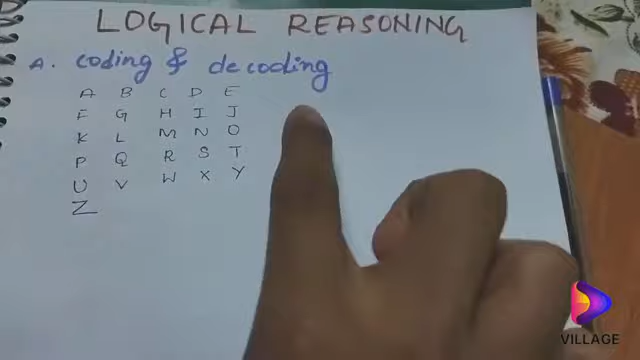 LOGICAL REASONING
A. coding & decoding
A B C D E
F G H I J
K L M N O
P Q R S T
U V W X Y
Z
VILLAGE